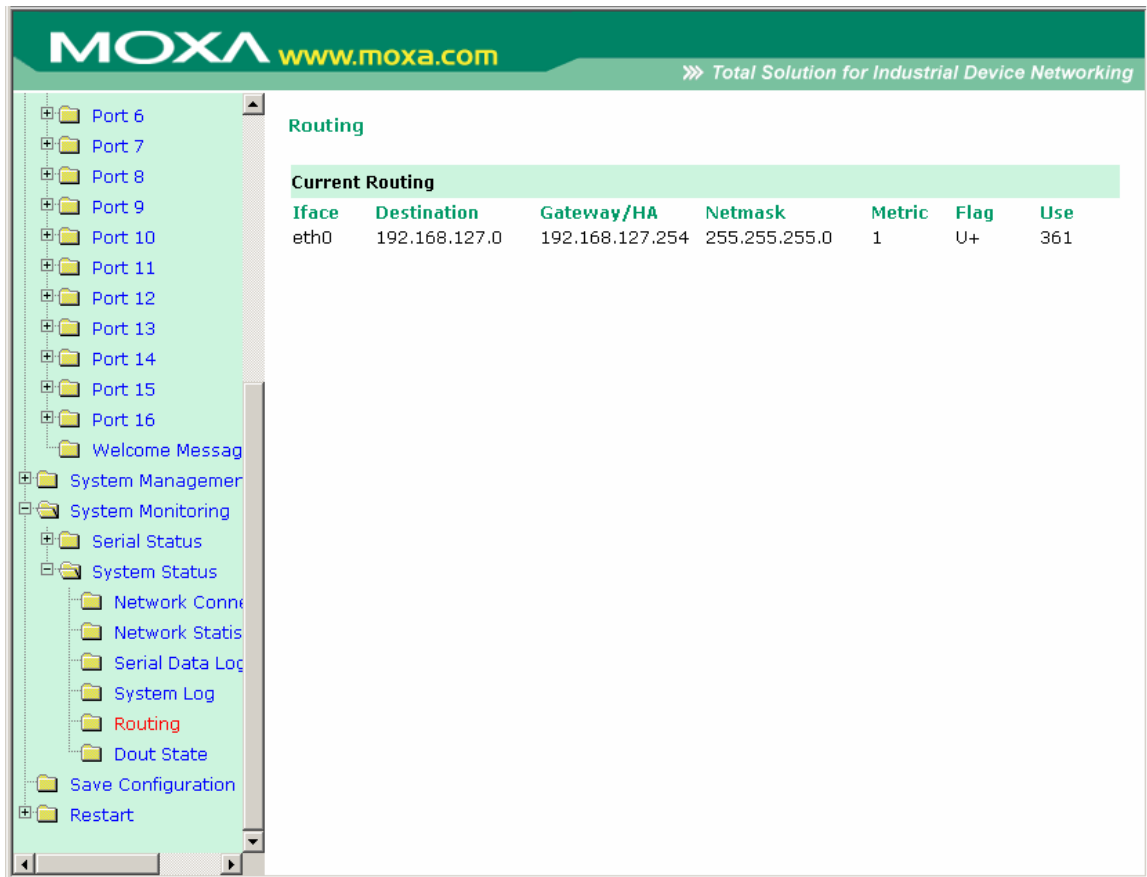 MOXA www.moxa.com
Total Solution for Industrial Device Networking
Port 6
Port 7
Port 8
Port 9
Port 10
Port 11
Port 12
Port 13
Port 14
Port 15
Port 16
Welcome Messag
System Managemen
System Monitoring
Serial Status
System Status
Network Conne
Network Statis
Serial Data Log
System Log
Routing
Dout State
Save Configuration
Restart
Routing
Current Routing
Iface Destination Gateway/HA Netmask Metric Flag Use
eth0 192.168.127.0 192.168.127.254 255.255.255.0 1 U+ 361